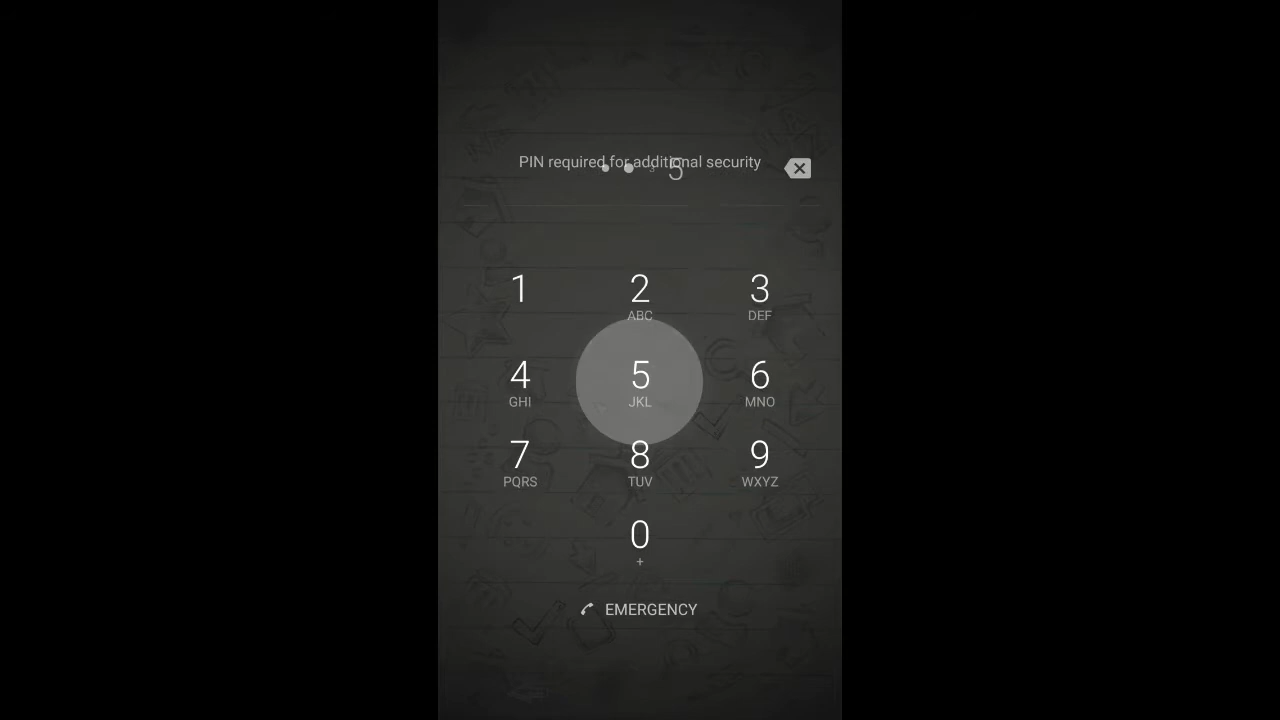 PIN required for additional security
3 5
1 2 3
ABC DEF
4 5 6
GHI JKL MNO
7 8 9
PQRS TUV WXYZ
0
+
EMERGENCY